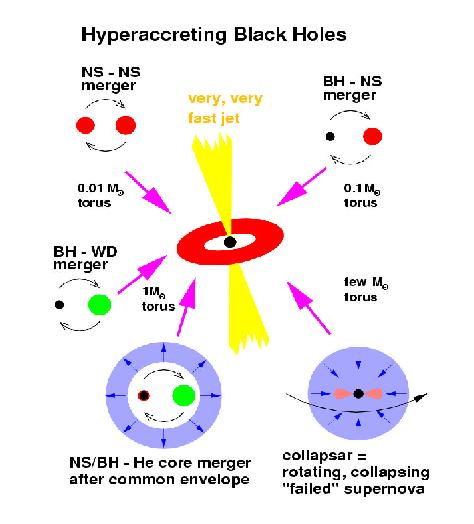 Hyperaccreting Black Holes
NS - NS
merger
very, very
fast jet
BH - NS
merger
0.01 M☉
torus
0.1 M☉
torus
BH - WD
merger
1M☉
torus
few M☉
torus
NS/BH - He core merger
after common envelope
collapsar =
rotating, collapsing
"failed" supernova